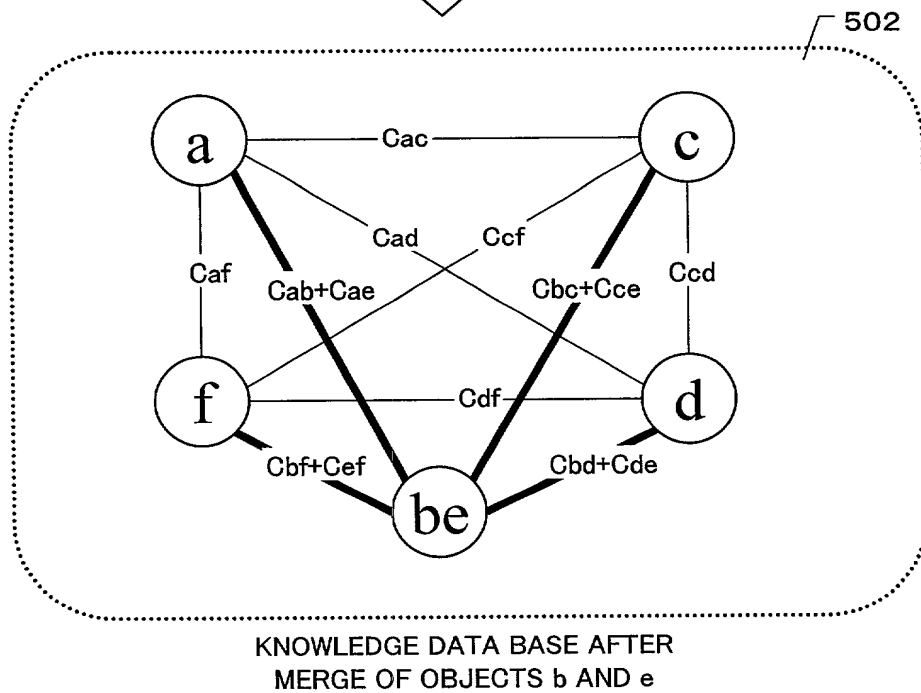 502
a
Cac
c
Cad
Ccf
Caf
Cab+Cae
Cbc+Cce
Ccd
f
Cdf
d
Cbf+Cef
Cbd+Cde
be
KNOWLEDGE DATA BASE AFTER
MERGE OF OBJECTS b AND e